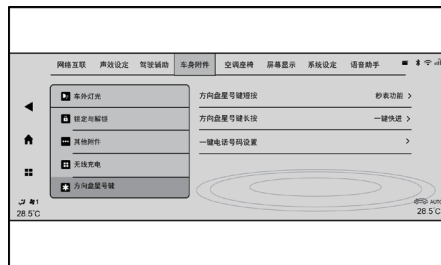 网络互联 声效设定 驾驶辅助 车身附件 空调座椅 屏幕显示 系统设定 语音助手
车外灯光
锁定与解锁
其他附件
无线充电
方向盘星号键
方向盘星号键短按 秒表功能
方向盘星号键长按 一键快进
一键电话号码设置
1
28.5℃
AUTO
28.5℃